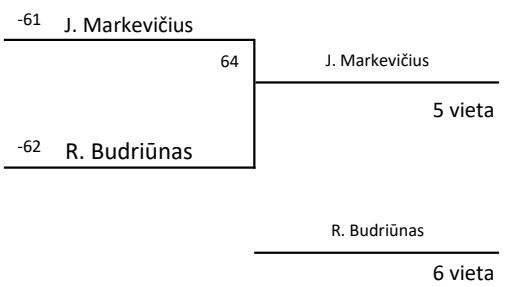 -61 J. Markevičius
64 J. Markevičius
5 vieta
-62 R. Budriūnas
R. Budriūnas
6 vieta